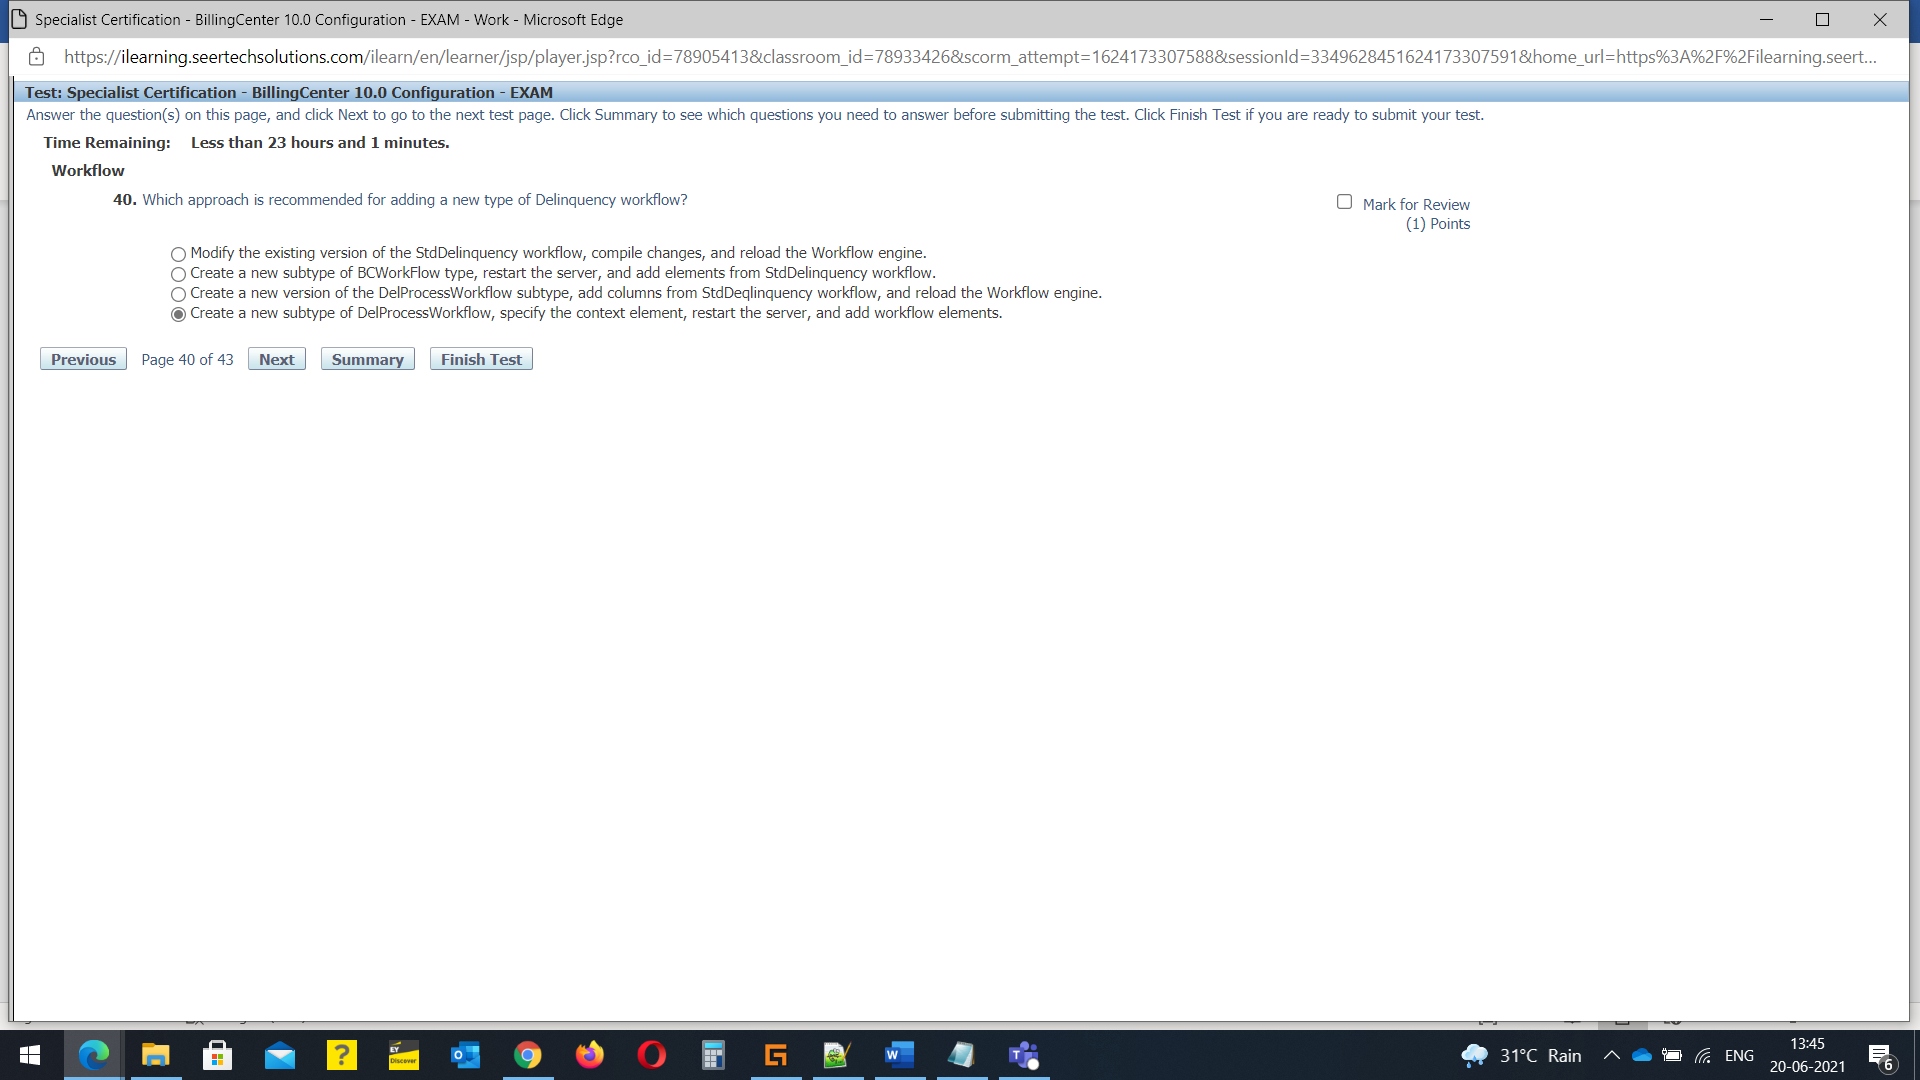 Specialist Certification - BillingCenter 10.0 Configuration - EXAM - Work - Microsoft Edge
https://ilearning.seertechsolutions.com/ilearn/en/learner/jsp/player.jsp?rco_id=78905413&classroom_id=78933426&scorm_attempt=1624173307588&sessionId=3349628451624173307591&home_url=https%3A%2F%2Filearning.seert...
Test: Specialist Certification - BillingCenter 10.0 Configuration - EXAM
Answer the question(s) on this page, and click Next to go to the next test page. Click Summary to see which questions you need to answer before submitting the test. Click Finish Test if you are ready to submit your test.
Time Remaining: Less than 23 hours and 1 minutes.
Workflow
40. Which approach is recommended for adding a new type of Delinquency workflow?
Mark for Review
(1) Points
Modify the existing version of the StdDelinquency workflow, compile changes, and reload the Workflow engine.
Create a new subtype of BCWorkFlow type, restart the server, and add elements from StdDelinquency workflow.
Create a new version of the DelProcessWorkflow subtype, add columns from StdDeqlinquency workflow, and reload the Workflow engine.
Create a new subtype of DelProcessWorkflow, specify the context element, restart the server, and add workflow elements.
Previous Page 40 of 43 Next Summary Finish Test
EY
Discover
31°C Rain
ENG
13:45
20-06-2021
6